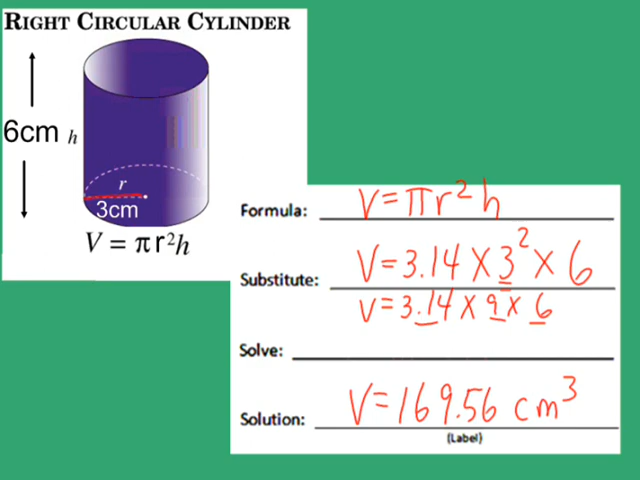 RIGHT CIRCULAR CYLINDER
6cm h
r
3cm
V = πr²h
Formula: V=πr²h
Substitute: V=3.14 X 3² X 6
V=3.14 X 9 X 6
Solve:
Solution: V=169.56 cm³
(Label)